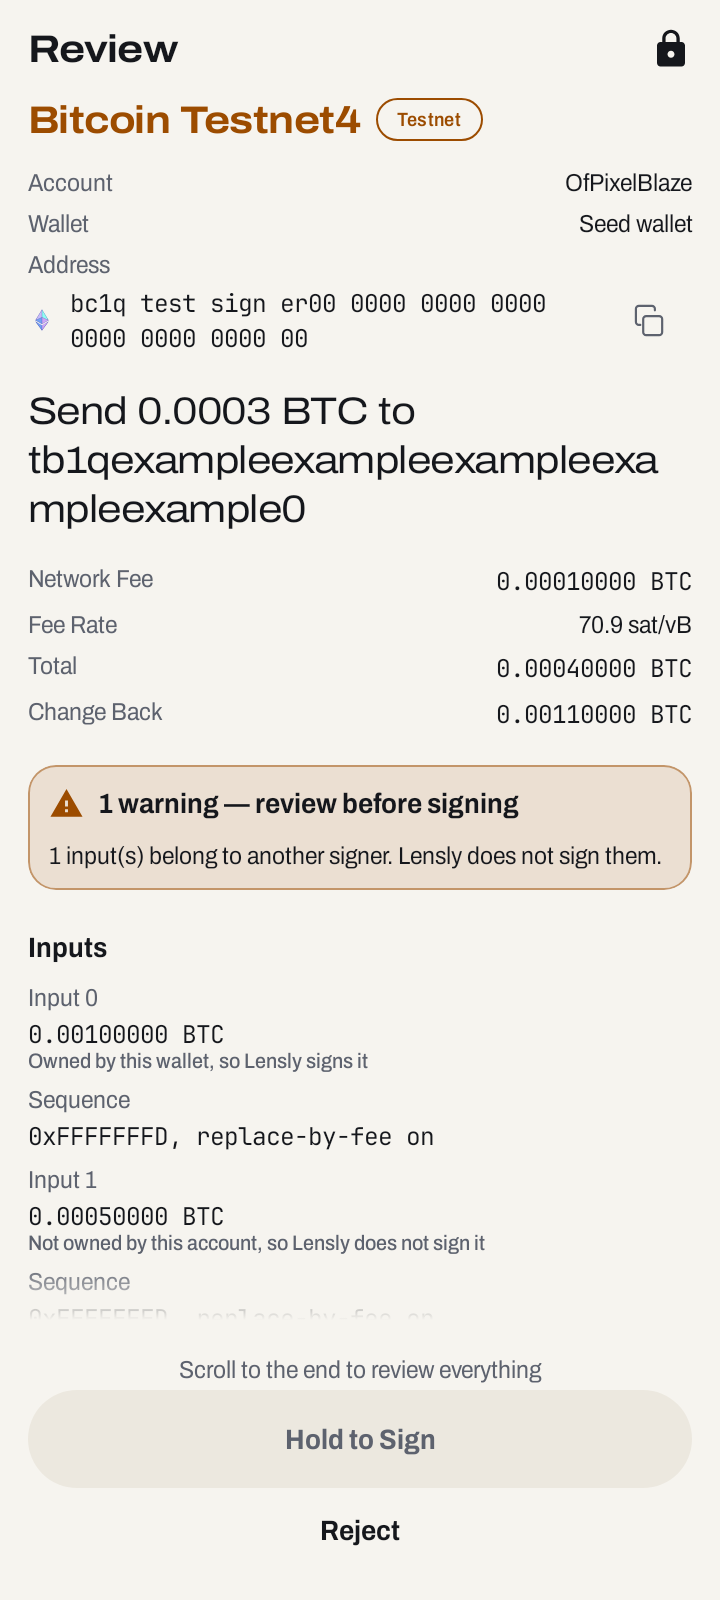 Review
Bitcoin Testnet4
Testnet
Account
OfPixelBlaze
Wallet
Seed wallet
Address
bc1q test sign er00 0000 0000 0000
0000 0000 0000 00
Send 0.0003 BTC to
tb1qexampleexampleexampleexa
mpleexample0
Network Fee
0.00010000 BTC
Fee Rate
70.9 sat/vB
Total
0.00040000 BTC
Change Back
0.00110000 BTC
1 warning — review before signing
1 input(s) belong to another signer. Lensly does not sign them.
Inputs
Input 0
0.00100000 BTC
Owned by this wallet, so Lensly signs it
Sequence
0xFFFFFFFD, replace-by-fee on
Input 1
0.00050000 BTC
Not owned by this account, so Lensly does not sign it
Sequence
0xFFFFFFFD, replace-by-fee on
Scroll to the end to review everything
Hold to Sign
Reject